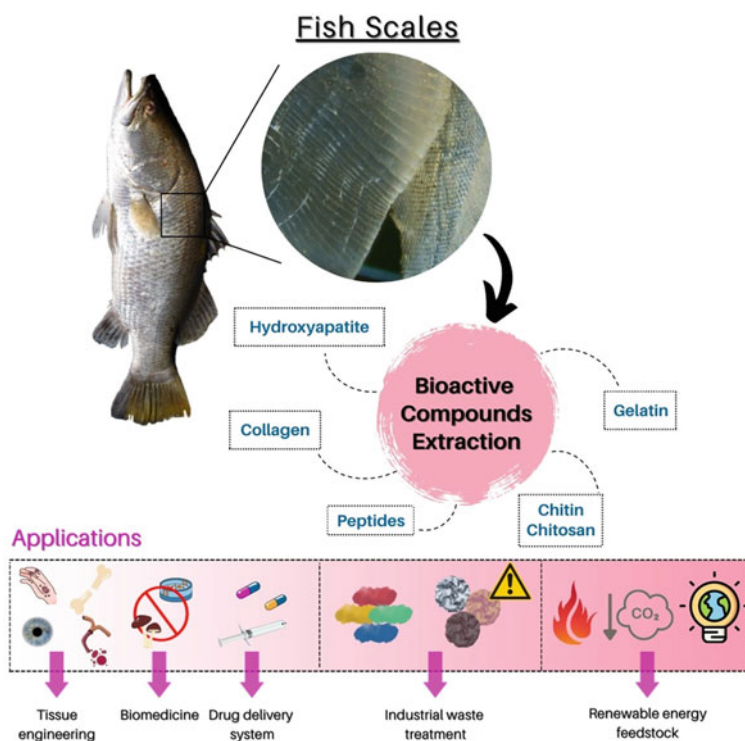 Fish Scales
Hydroxyapatite
Bioactive
Compounds
Extraction
Gelatin
Collagen
Peptides
Chitin
Chitosan
Applications
CO₂
Tissue
engineering
Biomedicine
Drug delivery
system
Industrial waste
treatment
Renewable energy
feedstock